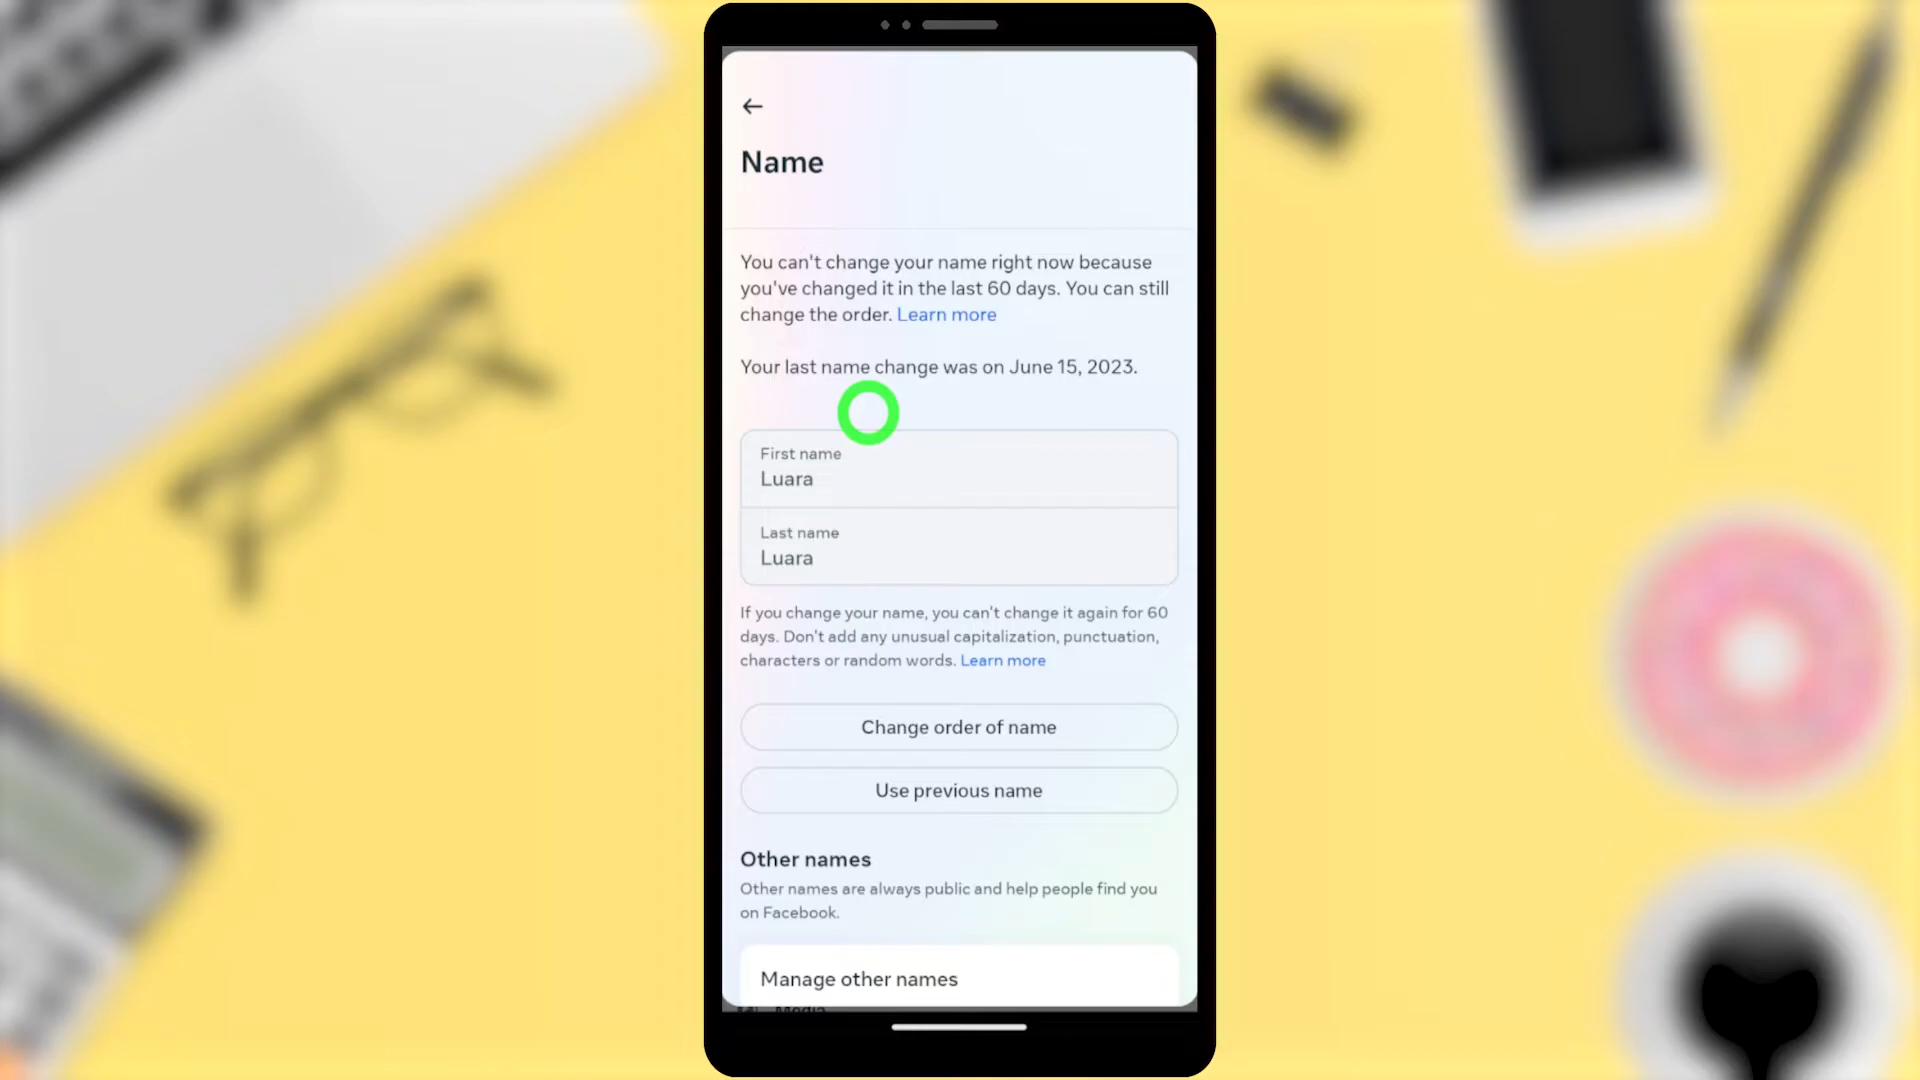 Name
You can't change your name right now because
you've changed it in the last 60 days. You can still
change the order. Learn more
Your last name change was on June 15, 2023.
First name
Luara
Last name
Luara
If you change your name, you can't change it again for 60
days. Don't add any unusual capitalization, punctuation,
characters or random words. Learn more
Change order of name
Use previous name
Other names
Other names are always public and help people find you
on Facebook.
Manage other names